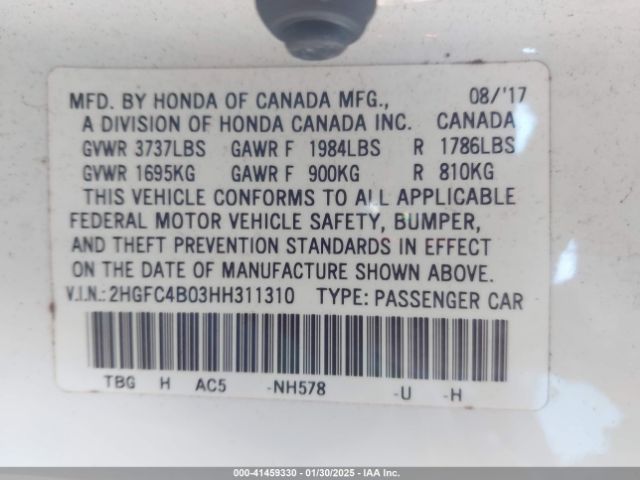 MFD. BY HONDA OF CANADA MFG., 08/'17
A DIVISION OF HONDA CANADA INC. CANADA
GVWR 3737LBS GAWR F 1984LBS R 1786LBS
GVWR 1695KG GAWR F 900KG R 810KG
THIS VEHICLE CONFORMS TO ALL APPLICABLE
FEDERAL MOTOR VEHICLE SAFETY, BUMPER,
AND THEFT PREVENTION STANDARDS IN EFFECT
ON THE DATE OF MANUFACTURE SHOWN ABOVE.
V.I.N.: 2HGFC4B03HH311310 TYPE: PASSENGER CAR
TBG H AC5 -NH578 -U -H
000-41459330 - 01/30/2025 - IAA Inc.